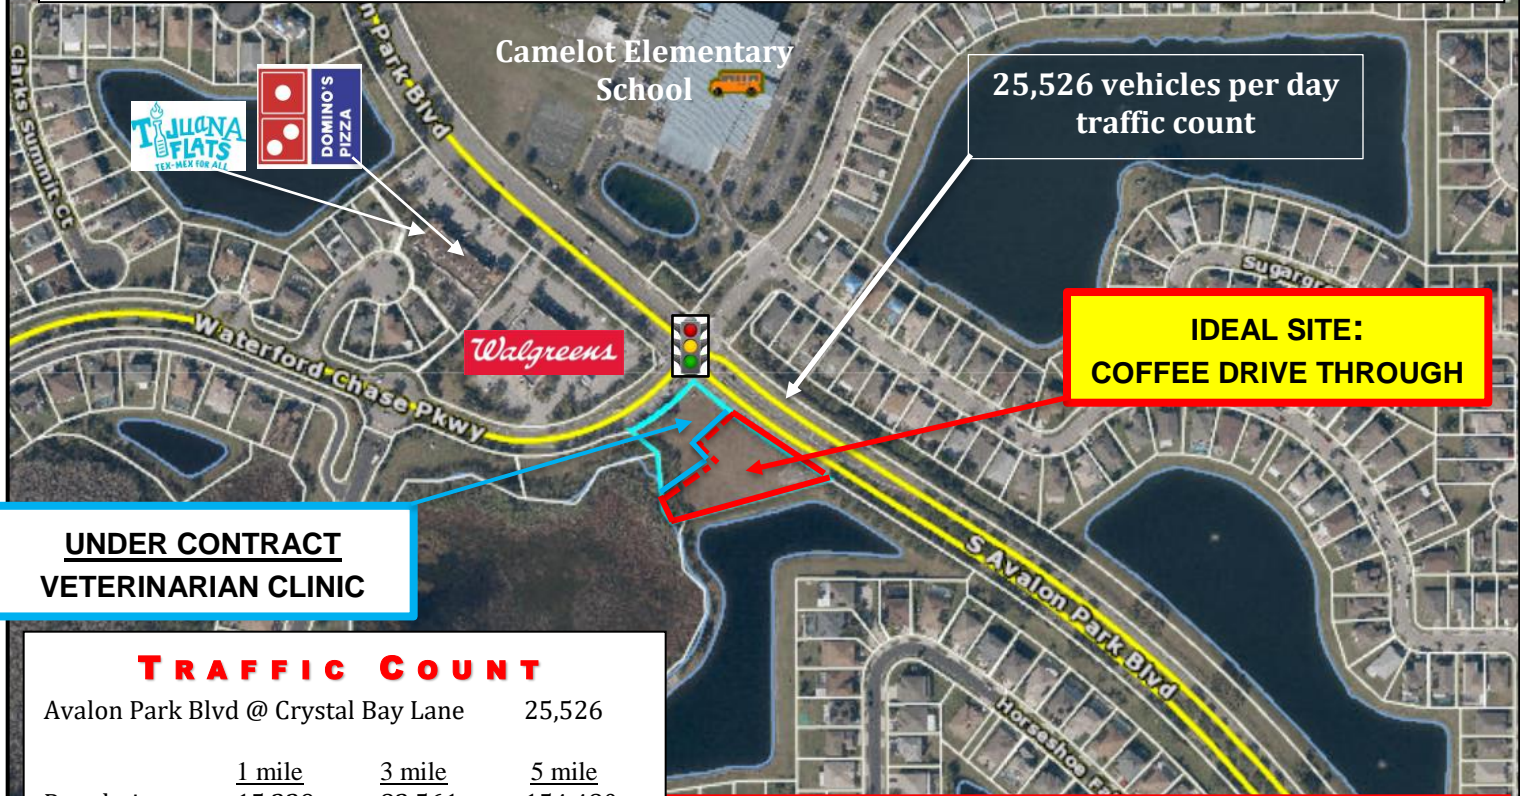 Clarks Summit Ct
n Park Blvd
Camelot Elementary
School
25,526 vehicles per day
traffic count
TIJUANA
FLATS
TEX-MEX FOR ALL
DOMINO'S
PIZZA
Sugargr
IDEAL SITE:
COFFEE DRIVE THROUGH
Waterford Chase Pkwy
Walgreens
UNDER CONTRACT
VETERINARIAN CLINIC
S Avalon Park Blvd
Horseshoe F
TRAFFIC COUNT
Avalon Park Blvd @ Crystal Bay Lane 25,526
1 mile 3 mile 5 mile